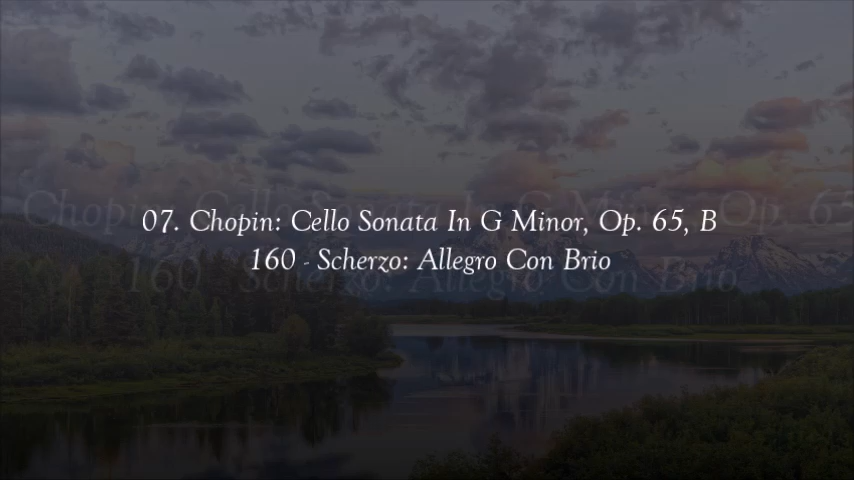 07. Chopin: Cello Sonata In G Minor, Op. 65, B
160 - Scherzo: Allegro Con Brio